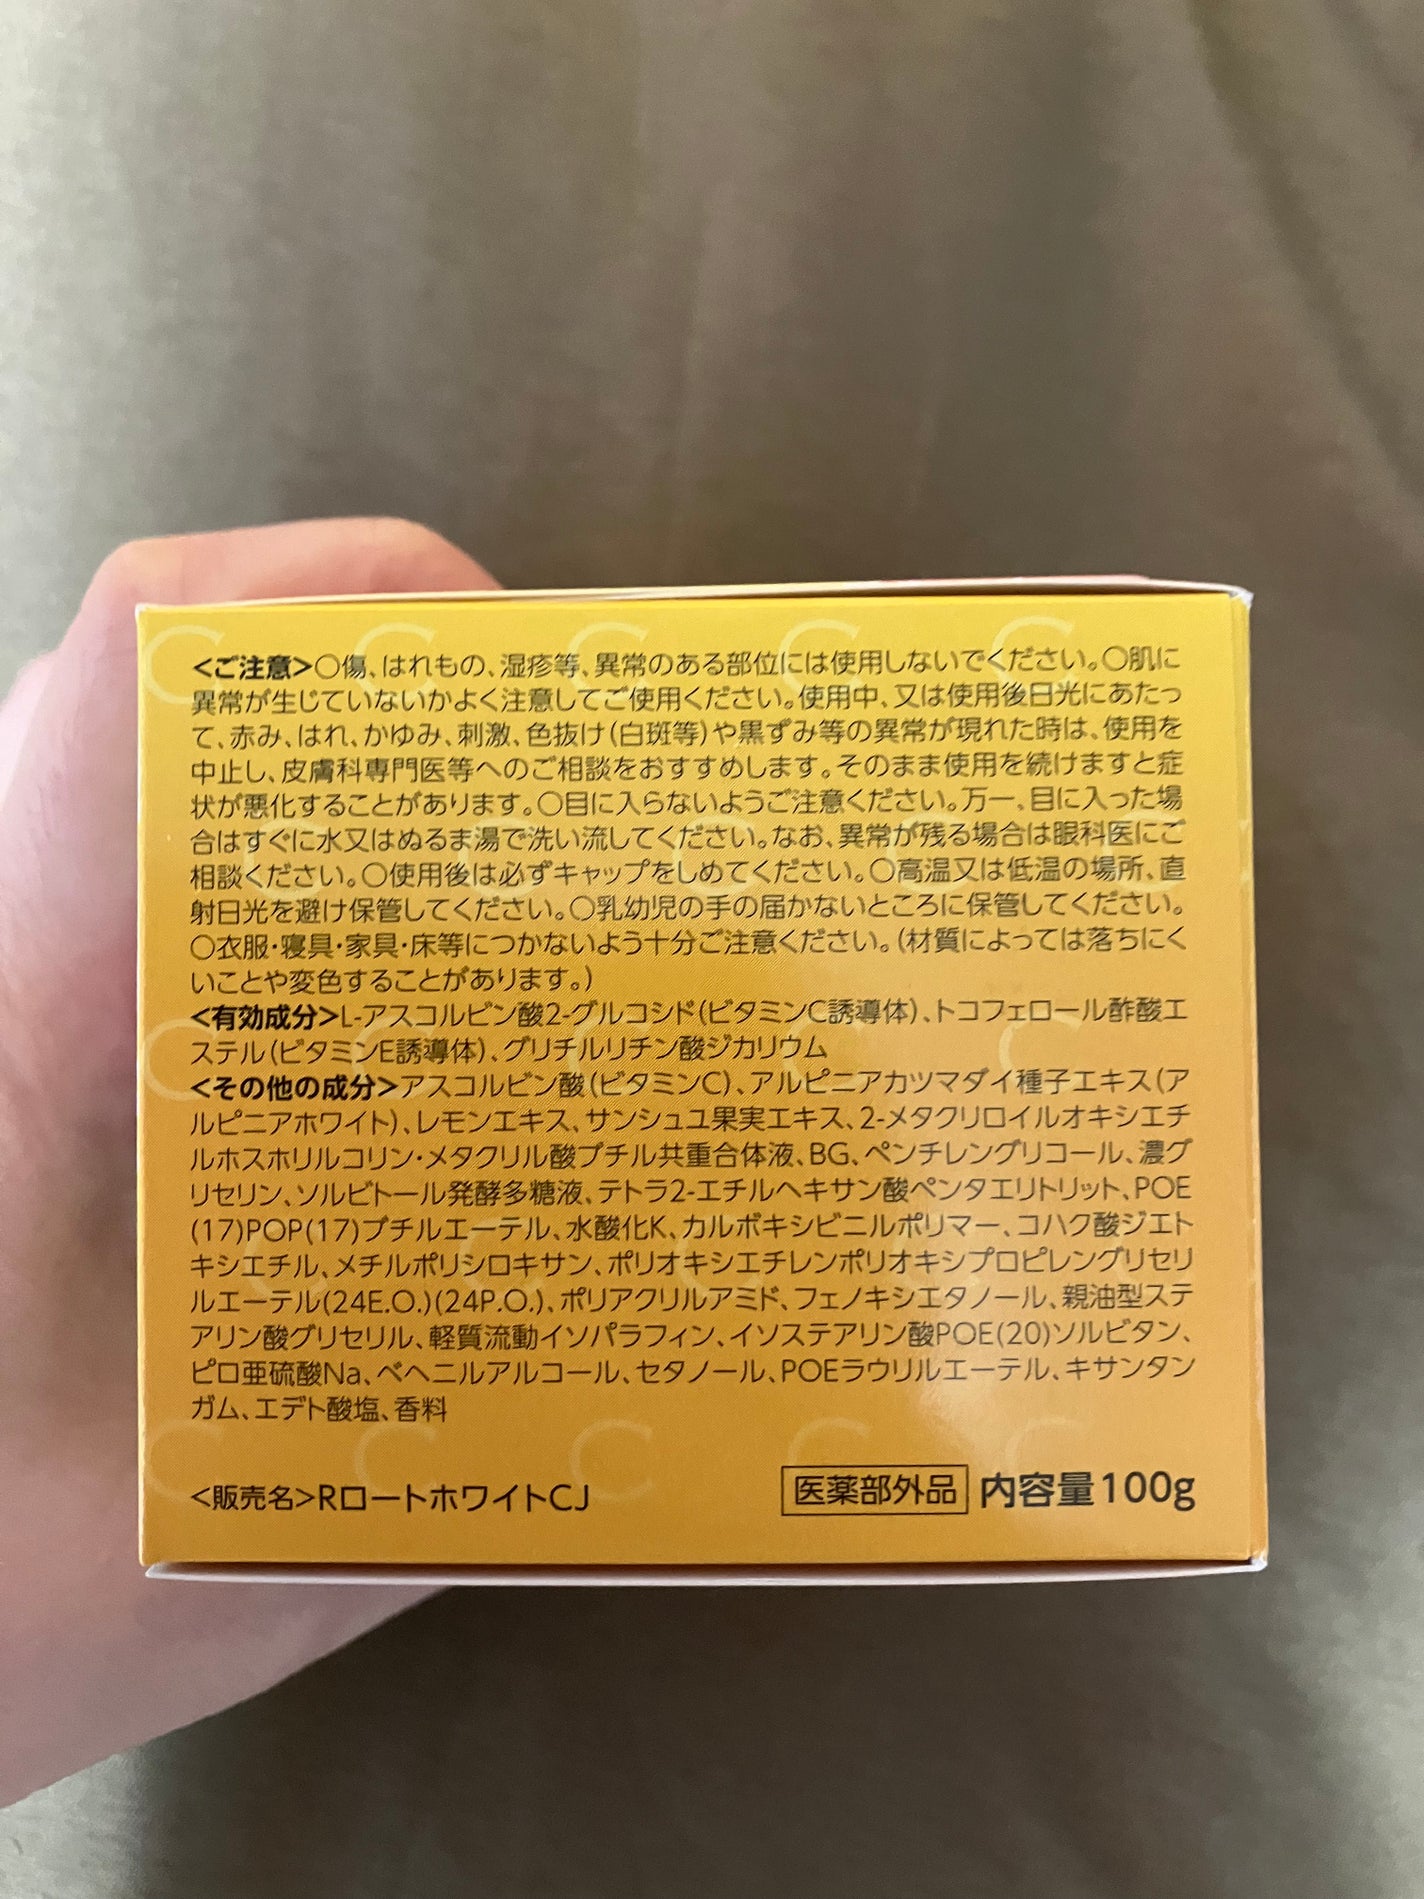 <ご注意>○傷、はれもの、湿疹等、異常のある部位には使用しないでください。○肌に
異常が生じていないかよく注意してご使用ください。使用中、又は使用後日光にあたっ
て、赤み、はれ、かゆみ、刺激、色抜け(白斑等)や黒ずみ等の異常が現れた時は、使用を
中止し、皮膚科専門医等へのご相談をおすすめします。そのまま使用を続けますと症
状が悪化することがあります。○目に入らないようご注意ください。万一、目に入った場
合はすぐに水又はぬるま湯で洗い流してください。なお、異常が残る場合は眼科医にご
相談ください。○使用後は必ずキャップをしめてください。○高温又は低温の場所、直
射日光を避け保管してください。○乳幼児の手の届かないところに保管してください。
○衣服・寝具・家具・床等につかないよう十分ご注意ください。(材質によっては落ちにく
いことや変色することがあります。)
<有効成分>L-アスコルビン酸2-グルコシド(ビタミンC誘導体)、トコフェロール酢酸エ
ステル(ビタミンE誘導体)、グリチルリチン酸ジカリウム
<その他の成分>アスコルビン酸(ビタミンC)、アルピニアカツマダイ種子エキス(ア
ルピニアホワイト)、レモンエキス、サンシュユ果実エキス、2-メタクリロイルオキシエチ
ルホスホリルコリン・メタクリル酸ブチル共重合体液、BG、ペンチレングリコール、濃グ
リセリン、ソルビトール発酵多糖液、テトラ2-エチルヘキサン酸ペンタエリトリット、POE
(17)POP(17)ブチルエーテル、水酸化K、カルボキシビニルポリマー、コハク酸ジエト
キシエチル、メチルポリシロキサン、ポリオキシエチレンポリオキシプロピレングリセリ
ルエーテル(24E.O.)(24P.O.)、ポリアクリルアミド、フェノキシエタノール、親油型ステ
アリン酸グリセリル、軽質流動イソパラフィン、イソステアリン酸POE(20)ソルビタン、
ピロ亜硫酸Na、ベヘニルアルコール、セタノール、POEラウリルエーテル、キサンタン
ガム、エデト酸塩、香料
<販売名>RロートホワイトCJ
医薬部外品 内容量100g